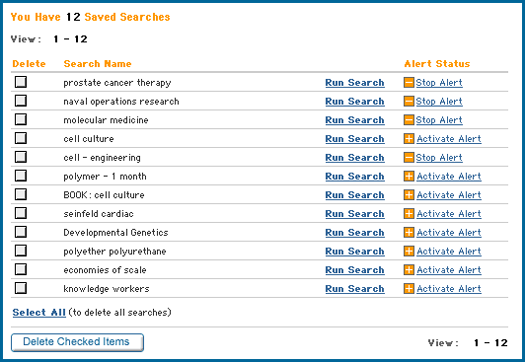 You Have 12 Saved Searches
View: 1 - 12
Delete Search Name Alert Status
prostate cancer therapy Run Search Stop Alert
naval operations research Run Search Stop Alert
molecular medicine Run Search Stop Alert
cell culture Run Search Activate Alert
cell - engineering Run Search Stop Alert
polymer - 1 month Run Search Activate Alert
BOOK: cell culture Run Search Activate Alert
seinfeld cardiac Run Search Activate Alert
Developmental Genetics Run Search Activate Alert
polyether polyurethane Run Search Activate Alert
economies of scale Run Search Activate Alert
knowledge workers Run Search Activate Alert
Select All (to delete all searches)
Delete Checked Items View: 1 - 12